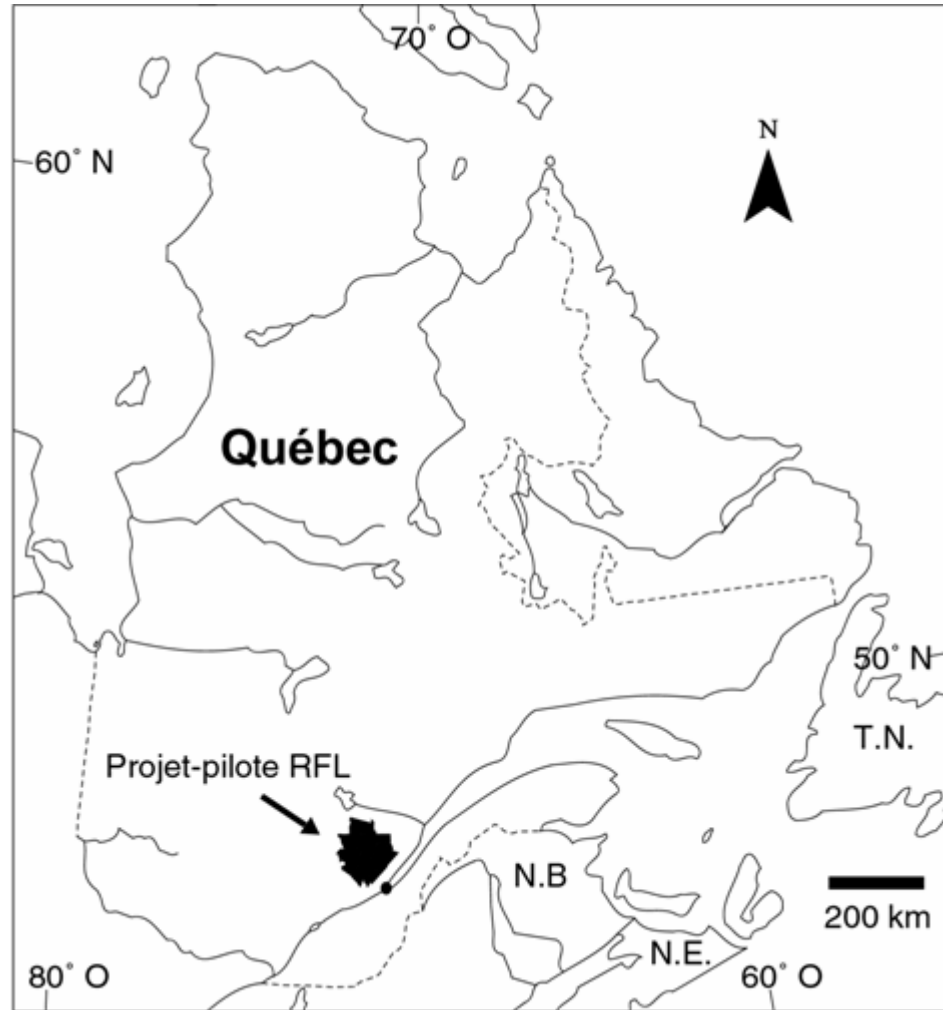 70° O
60° N
N
Québec
50° N
T.N.
Projet-pilote RFL
N.B
200 km
N.E.
80° O
60° O